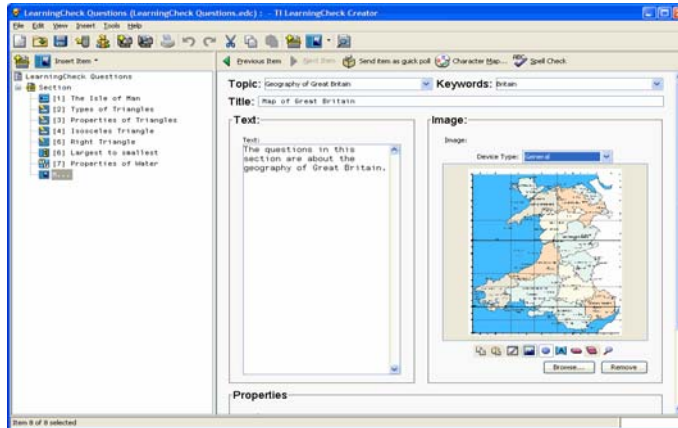 LearningCheck Questions (LearningCheck Questions.edc) : - TI LearningCheck Creator
File Edit View Insert Tools Help
Insert Item
Previous Item Next Item Send item as quick poll Character Map... Spell Check
LearningCheck Questions
Section
[1] The Isle of Man
[2] Types of Triangles
[3] Properties of Triangles
[4] Isosceles Triangle
[5] Right Triangle
[6] Largest to smallest
[7] Properties of Water
Topic: Geography of Great Britain Keywords: Britain
Title: Map of Great Britain
Text:
Text:
The questions in this
section are about the
geography of Great Britain.
Image:
Image:
Device Type: General
Browse... Remove
Properties
Item 8 of 8 selected